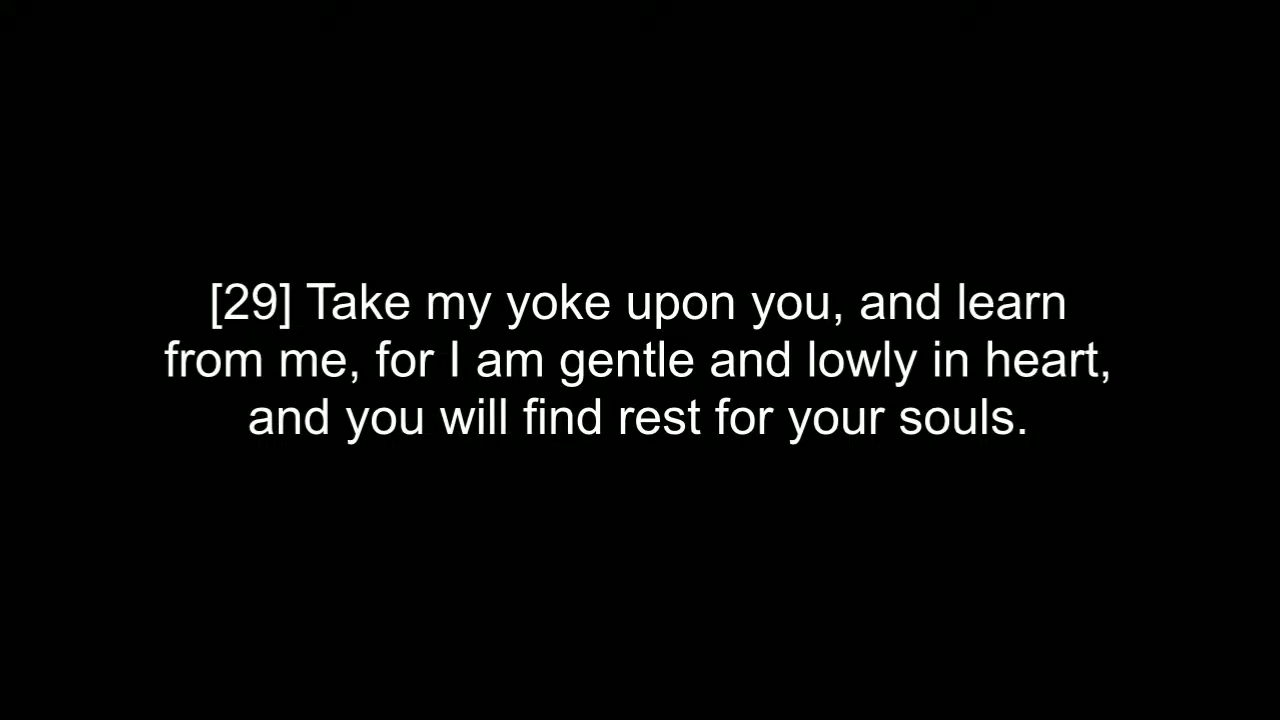 [29] Take my yoke upon you, and learn
from me, for I am gentle and lowly in heart,
and you will find rest for your souls.